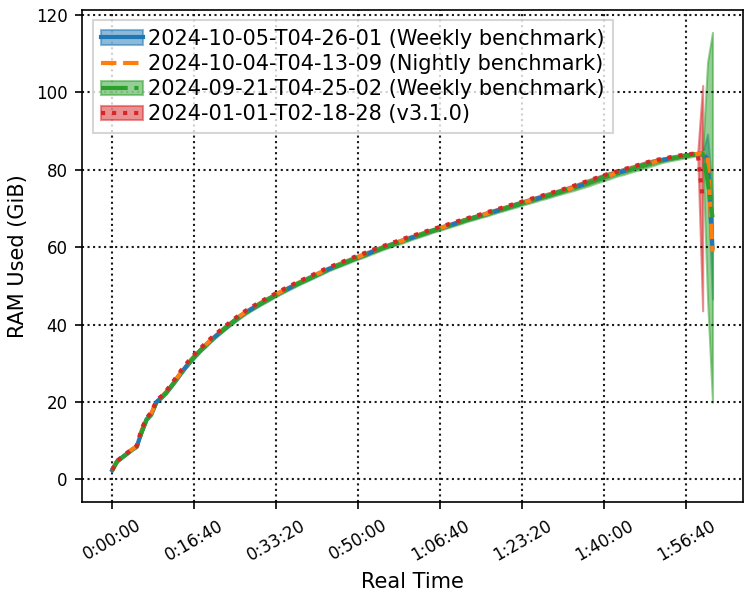 120
100
80
60
40
20
0
RAM Used (GiB)
2024-10-05-T04-26-01 (Weekly benchmark)
2024-10-04-T04-13-09 (Nightly benchmark)
2024-09-21-T04-25-02 (Weekly benchmark)
2024-01-01-T02-18-28 (v3.1.0)
0:00:00
0:16:40
0:33:20
0:50:00
1:06:40
1:23:20
1:40:00
1:56:40
Real Time